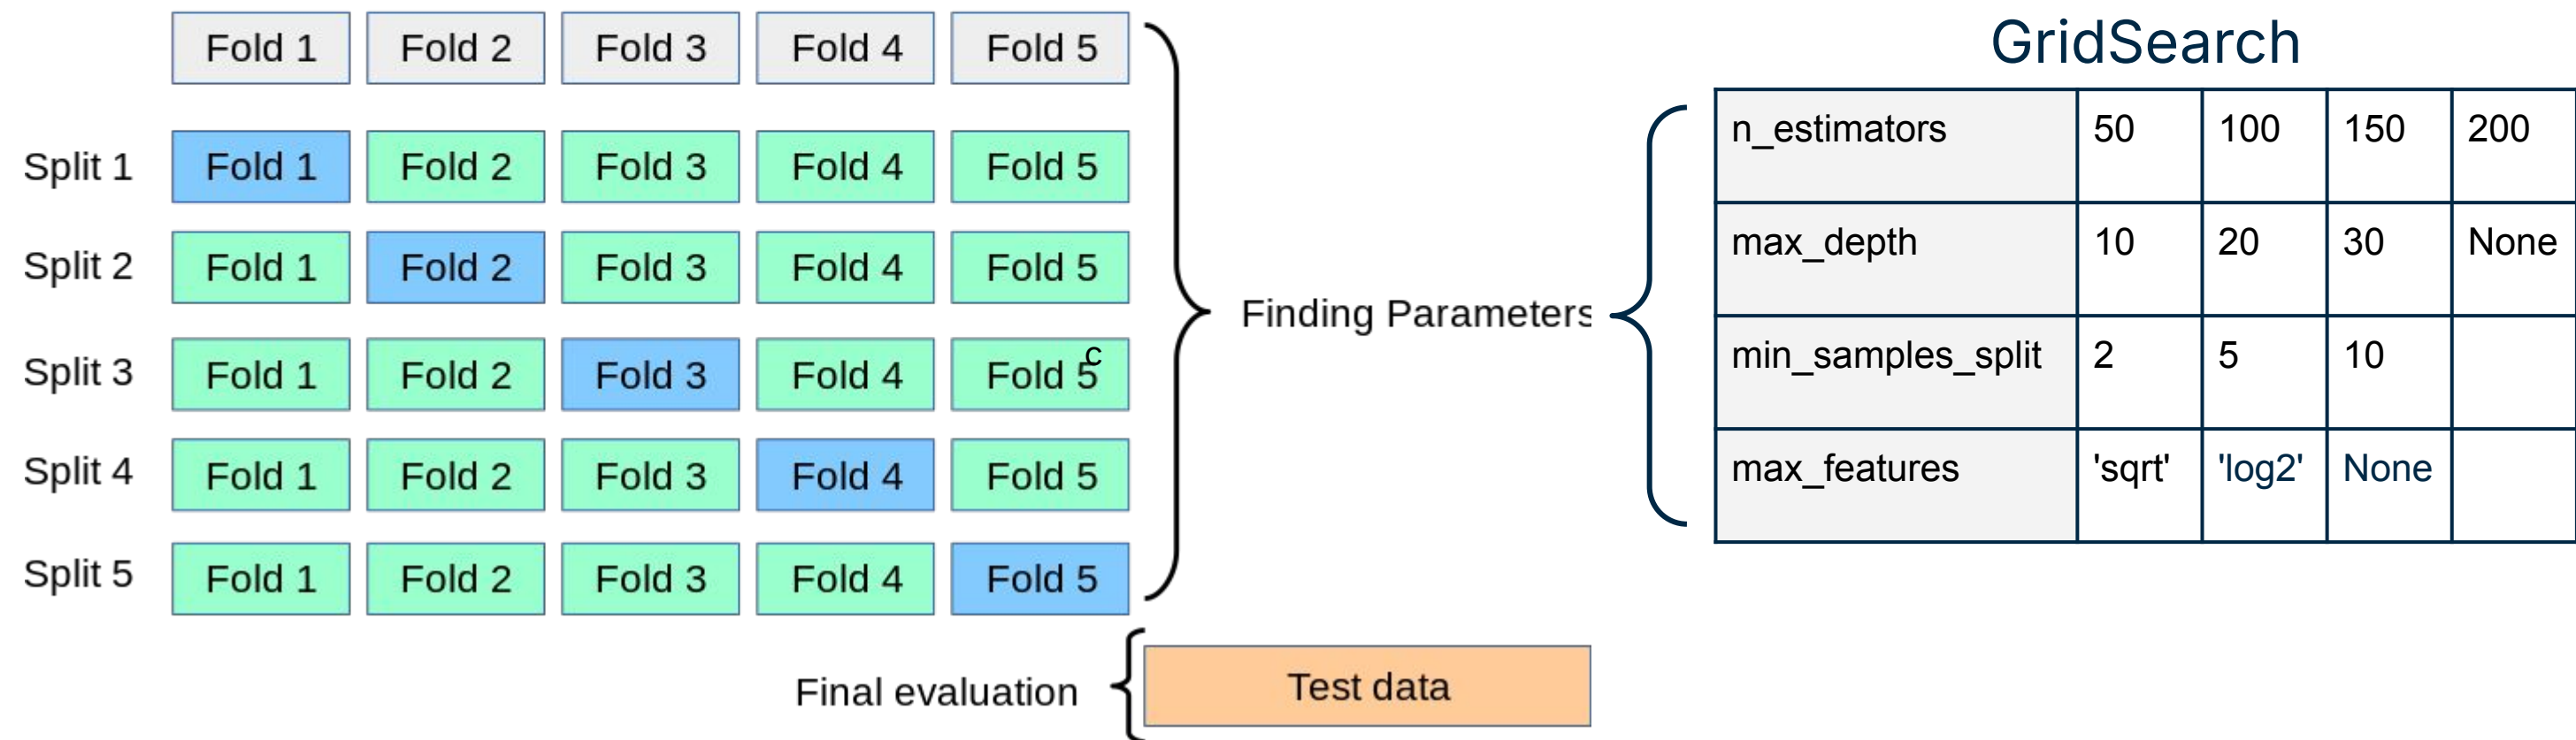 Fold 1 Fold 2 Fold 3 Fold 4 Fold 5
Split 1 Fold 1 Fold 2 Fold 3 Fold 4 Fold 5
Split 2 Fold 1 Fold 2 Fold 3 Fold 4 Fold 5
Split 3 Fold 1 Fold 2 Fold 3 Fold 4 Fold 5
c
Split 4 Fold 1 Fold 2 Fold 3 Fold 4 Fold 5
Split 5 Fold 1 Fold 2 Fold 3 Fold 4 Fold 5
Finding Parameters
Final evaluation Test data
GridSearch
n_estimators 50 100 150 200
max_depth 10 20 30 None
min_samples_split 2 5 10
max_features 'sqrt' 'log2' None